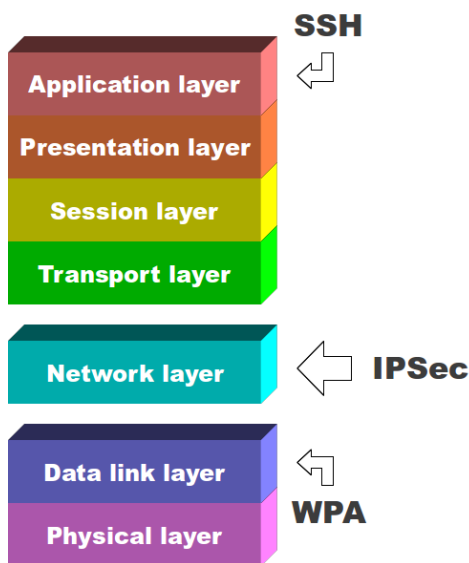 SSH
Application layer
Presentation layer
Session layer
Transport layer
Network layer
IPSec
Data link layer
WPA
Physical layer